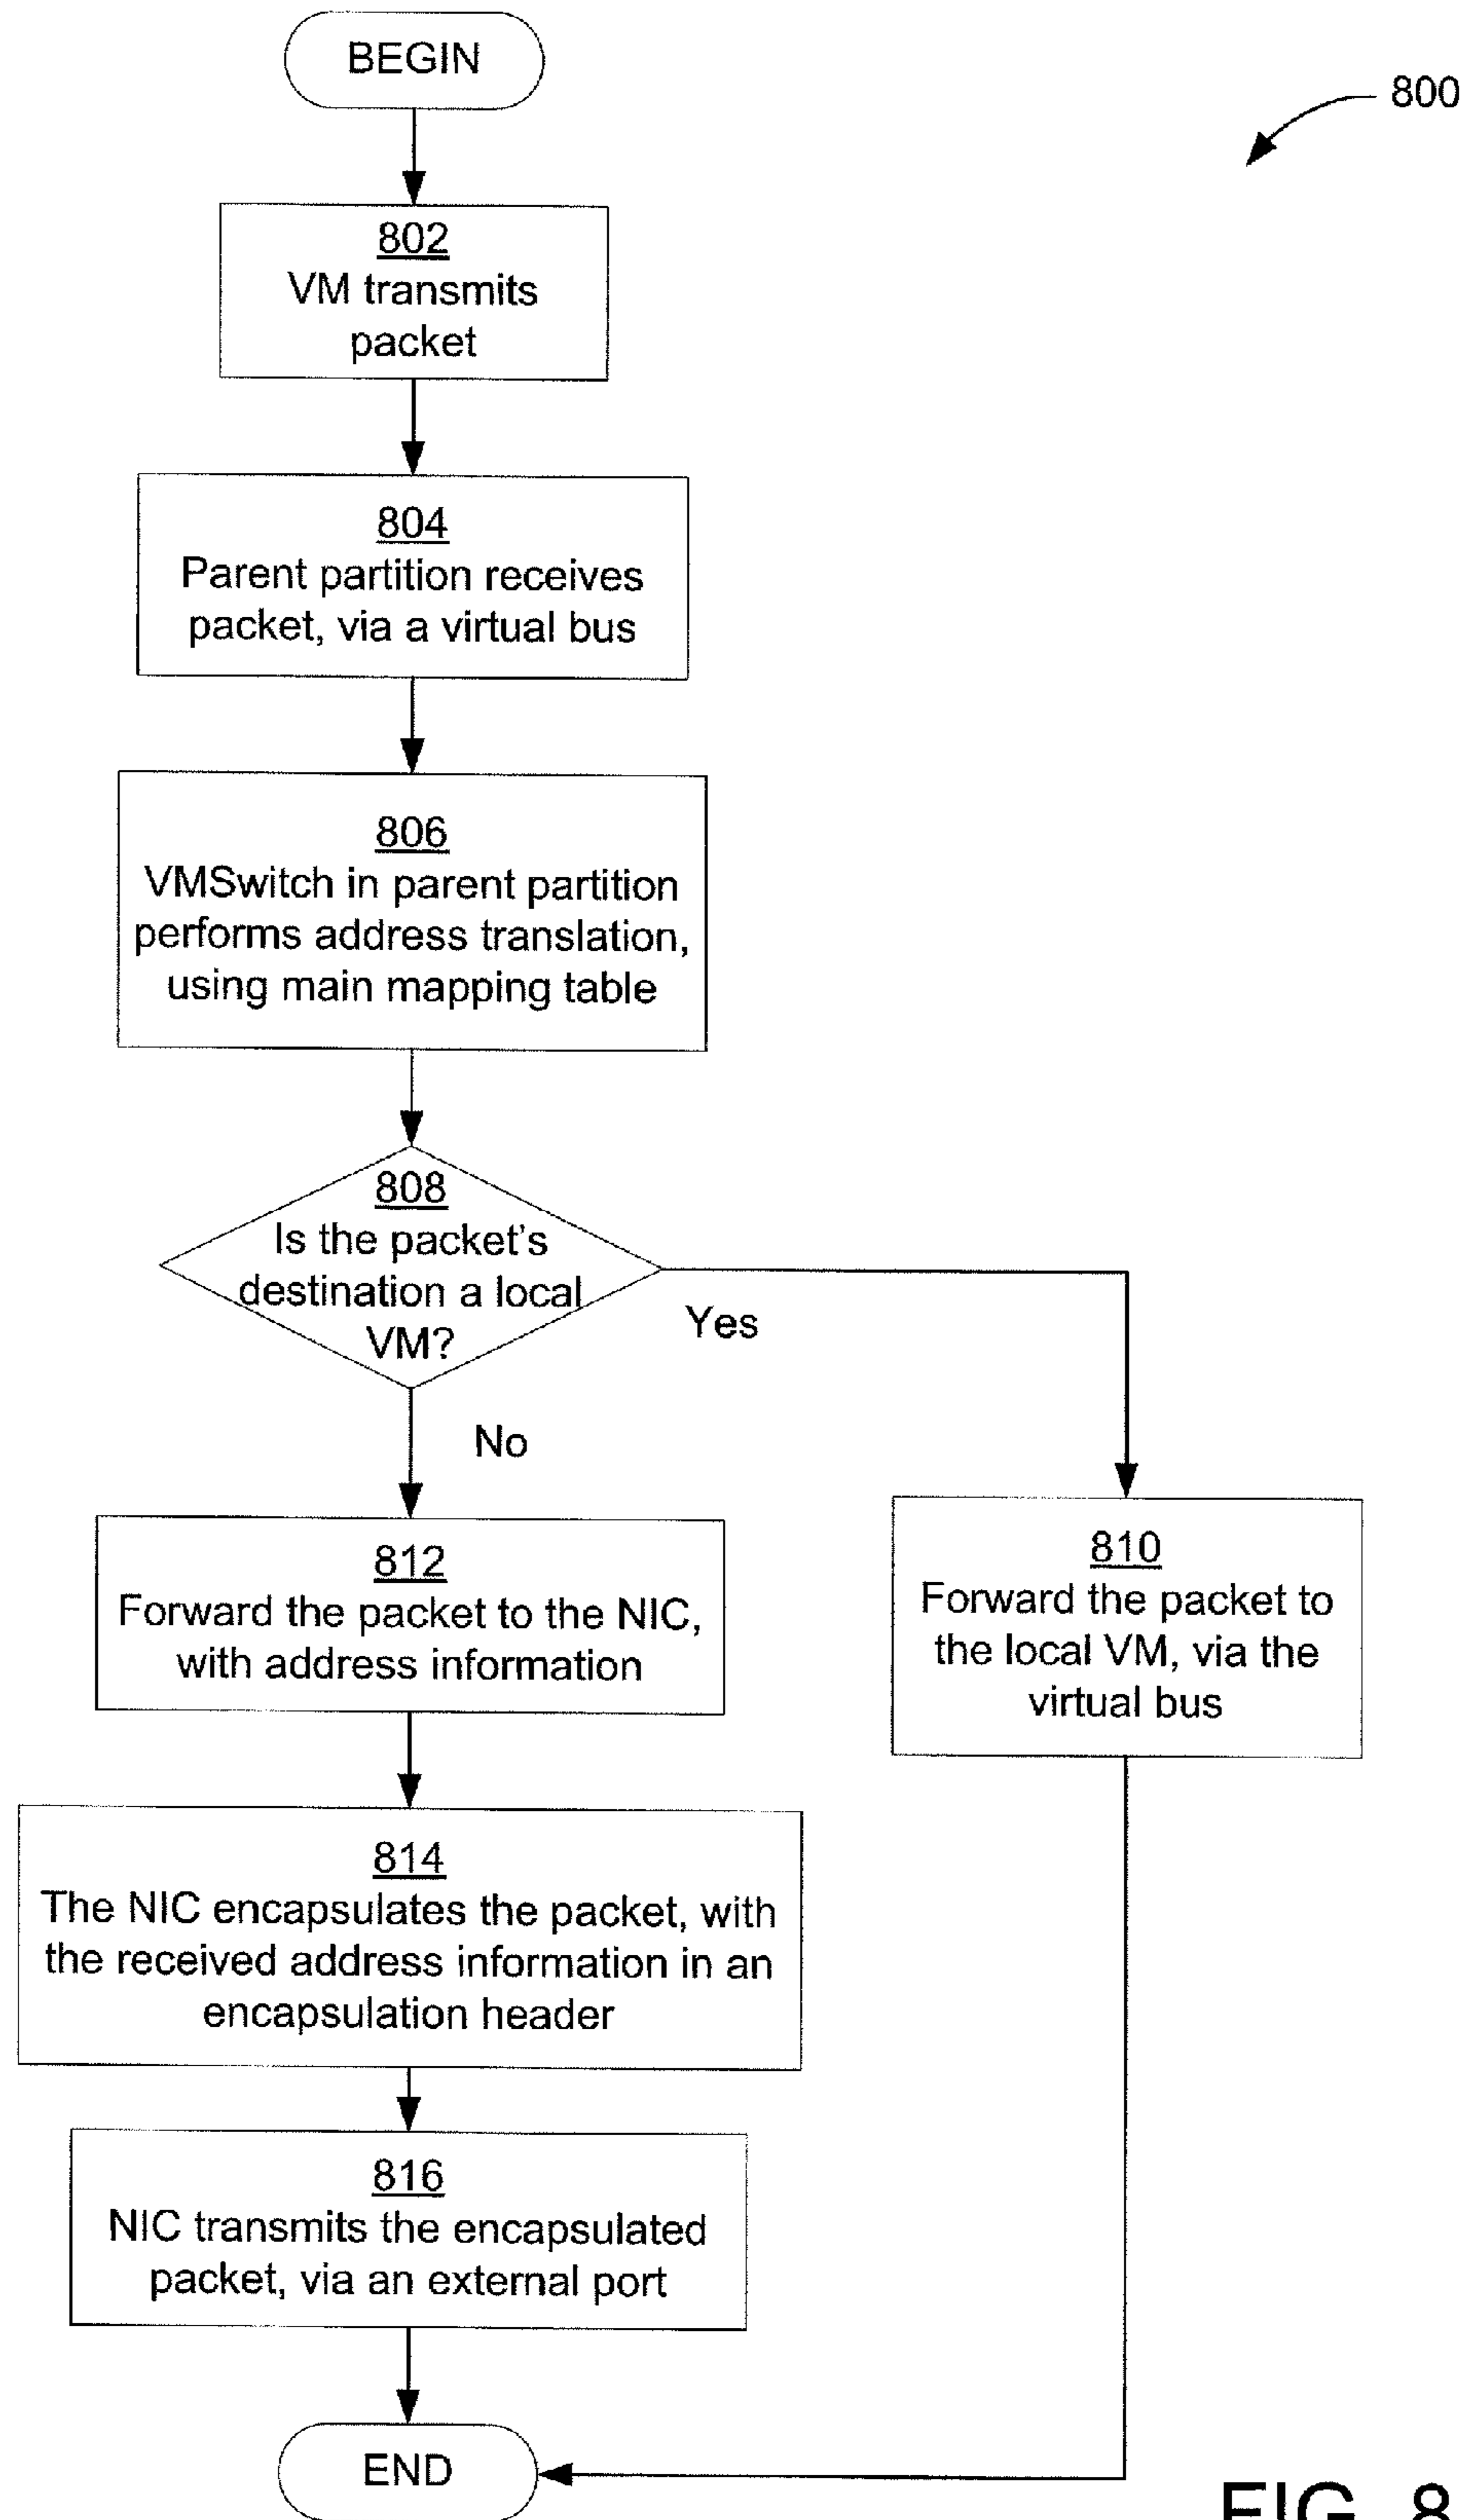 BEGIN
800
802
VM transmits
packet
804
Parent partition receives
packet, via a virtual bus
806
VMSwitch in parent partition
performs address translation,
using main mapping table
808
Is the packet's
destination a local
VM?
Yes
No
812
Forward the packet to the NIC,
with address information
810
Forward the packet to
the local VM, via the
virtual bus
814
The NIC encapsulates the packet, with
the received address information in an
encapsulation header
816
NIC transmits the encapsulated
packet, via an external port
END
FIG. 8